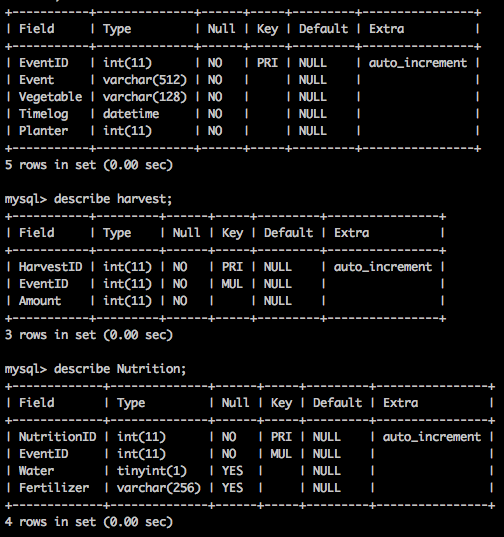 +------------+--------------+------+-----+---------+----------------+
| Field | Type | Null | Key | Default | Extra |
+------------+--------------+------+-----+---------+----------------+
| EventID | int(11) | NO | PRI | NULL | auto_increment |
| Event | varchar(512) | NO | | NULL | |
| Vegetable | varchar(128) | NO | | NULL | |
| Timelog | datetime | NO | | NULL | |
| Planter | int(11) | NO | | NULL | |
+------------+--------------+------+-----+---------+----------------+
5 rows in set (0.00 sec)
mysql> describe harvest;
+-----------+---------+------+-----+---------+----------------+
| Field | Type | Null | Key | Default | Extra |
+-----------+---------+------+-----+---------+----------------+
| HarvestID | int(11) | NO | PRI | NULL | auto_increment |
| EventID | int(11) | NO | MUL | NULL | |
| Amount | int(11) | NO | | NULL | |
+-----------+---------+------+-----+---------+----------------+
3 rows in set (0.00 sec)
mysql> describe Nutrition;
+-------------+--------------+------+-----+---------+----------------+
| Field | Type | Null | Key | Default | Extra |
+-------------+--------------+------+-----+---------+----------------+
| NutritionID | int(11) | NO | PRI | NULL | auto_increment |
| EventID | int(11) | NO | MUL | NULL | |
| Water | tinyint(1) | YES | | NULL | |
| Fertilizer | varchar(256) | YES | | NULL | |
+-------------+--------------+------+-----+---------+----------------+
4 rows in set (0.00 sec)